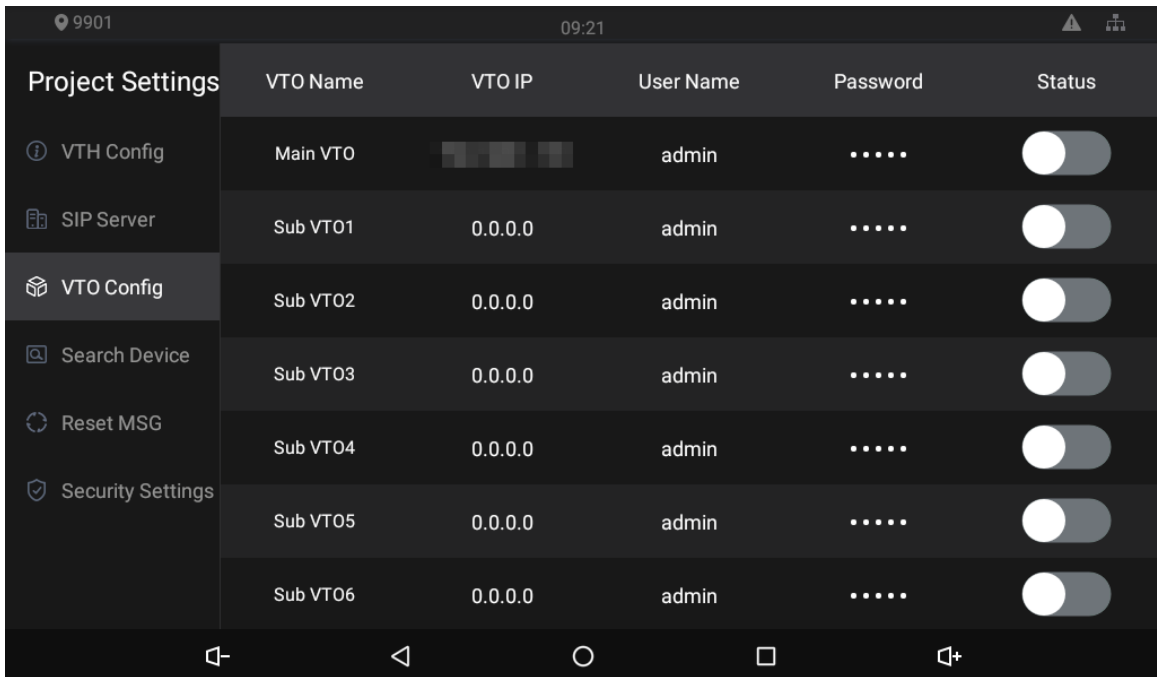 9901
09:21
Project Settings
VTO Name VTO IP User Name Password Status
VTH Config
Main VTO admin •••••
SIP Server
Sub VTO1 0.0.0.0 admin •••••
VTO Config
Sub VTO2 0.0.0.0 admin •••••
Search Device
Sub VTO3 0.0.0.0 admin •••••
Reset MSG
Sub VTO4 0.0.0.0 admin •••••
Security Settings
Sub VTO5 0.0.0.0 admin •••••
Sub VTO6 0.0.0.0 admin •••••